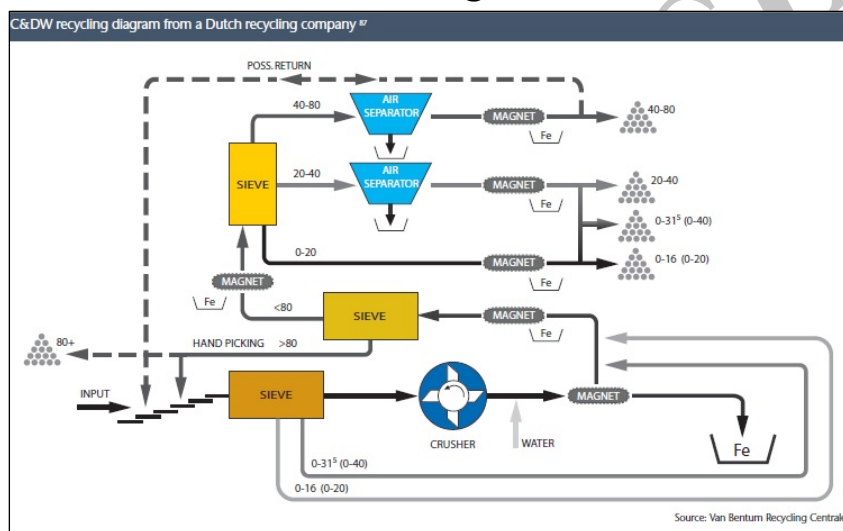 C&DW recycling diagram from a Dutch recycling company 87
POSS. RETURN
40-80
AIR
SEPARATOR
MAGNET
Fe
40-80
SIEVE
20-40
AIR
SEPARATOR
MAGNET
Fe
20-40
0-31⁵ (0-40)
0-20
MAGNET
Fe
0-16 (0-20)
MAGNET
Fe
<80
SIEVE
MAGNET
Fe
80+
HAND PICKING >80
INPUT
SIEVE
CRUSHER
WATER
MAGNET
Fe
0-31⁵ (0-40)
0-16 (0-20)
Source: Van Bentum Recycling Centrale